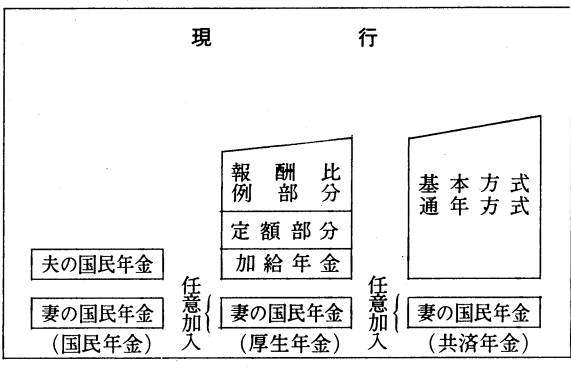 現行
夫の国民年金
妻の国民年金
(国民年金)
任意加入
報酬比
例部分
定額部分
加給年金
妻の国民年金
(厚生年金)
任意加入
基本方式
通年方式
妻の国民年金
(共済年金)